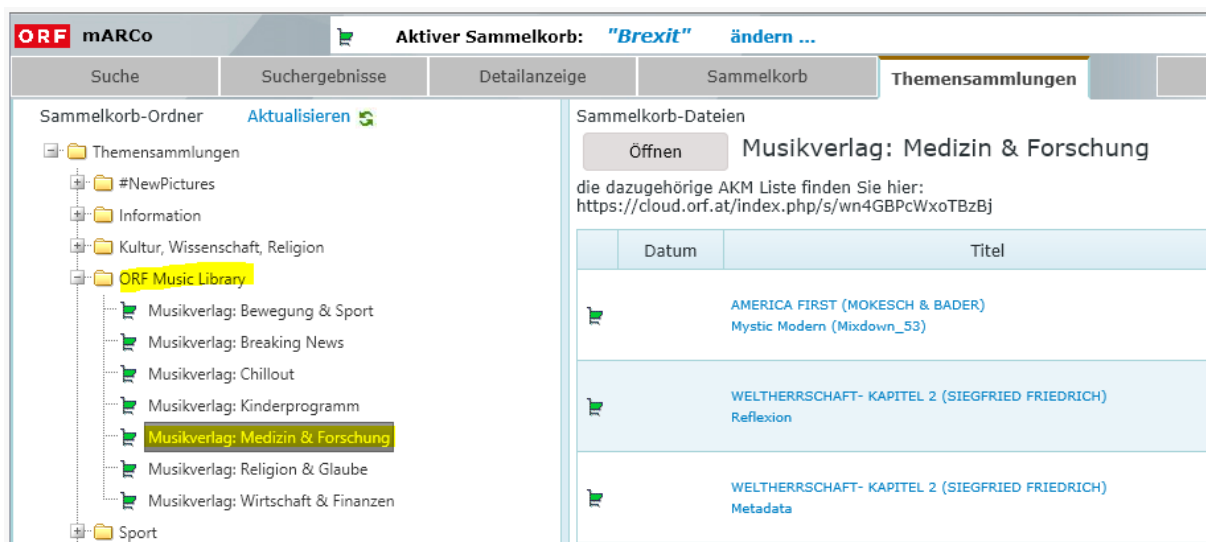 ORF mARCo
Aktiver Sammelkorb: "Brexit" ändern ...
Suche Suchergebnisse Detailanzeige Sammelkorb Themensammlungen
Sammelkorb-Ordner Aktualisieren
Themensammlungen
#NewPictures
Information
Kultur, Wissenschaft, Religion
ORF Music Library
Musikverlag: Bewegung & Sport
Musikverlag: Breaking News
Musikverlag: Chillout
Musikverlag: Kinderprogramm
Musikverlag: Medizin & Forschung
Musikverlag: Religion & Glaube
Musikverlag: Wirtschaft & Finanzen
Sport
Sammelkorb-Dateien
Öffnen Musikverlag: Medizin & Forschung
die dazugehörige AKM Liste finden Sie hier:
https://cloud.orf.at/index.php/s/wn4GBPcWxoTBzBj
Datum Titel
AMERICA FIRST (MOKESCH & BADER)
Mystic Modern (Mixdown_53)
WELTHERRSCHAFT- KAPITEL 2 (SIEGFRIED FRIEDRICH)
Reflexion
WELTHERRSCHAFT- KAPITEL 2 (SIEGFRIED FRIEDRICH)
Metadata